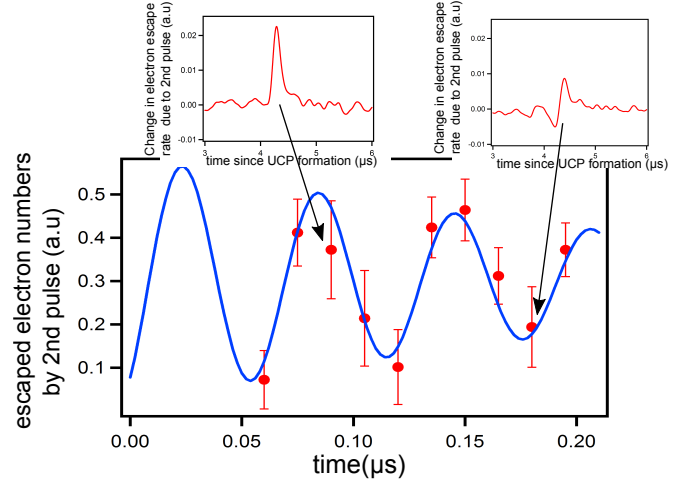 Change in electron escape
rate due to 2nd pulse (a.u)
0.02
0.01
0.00
-0.01
3
4
5
6
time since UCP formation (µs)
Change in electron escape
rate due to 2nd pulse (a.u)
0.02
0.01
0.00
-0.01
3
4
5
6
time since UCP formation (µs)
escaped electron numbers
by 2nd pulse (a.u)
0.5
0.4
0.3
0.2
0.1
0.00
0.05
0.10
0.15
0.20
time(µs)